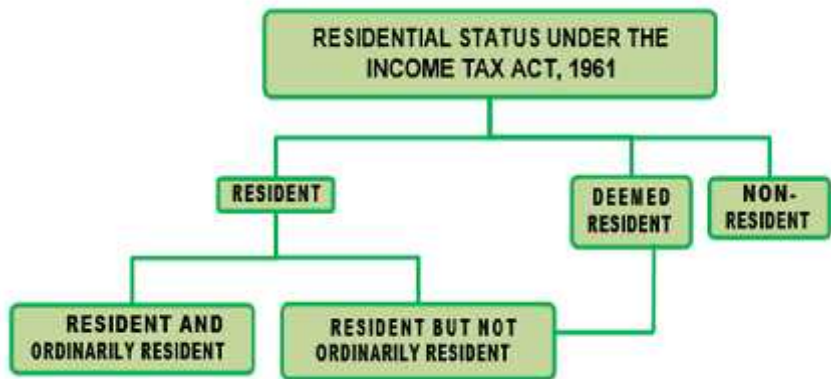 RESIDENTIAL STATUS UNDER THE
INCOME TAX ACT, 1961
RESIDENT
DEEMED
RESIDENT
NON-
RESIDENT
RESIDENT AND
ORDINARILY RESIDENT
RESIDENT BUT NOT
ORDINARILY RESIDENT